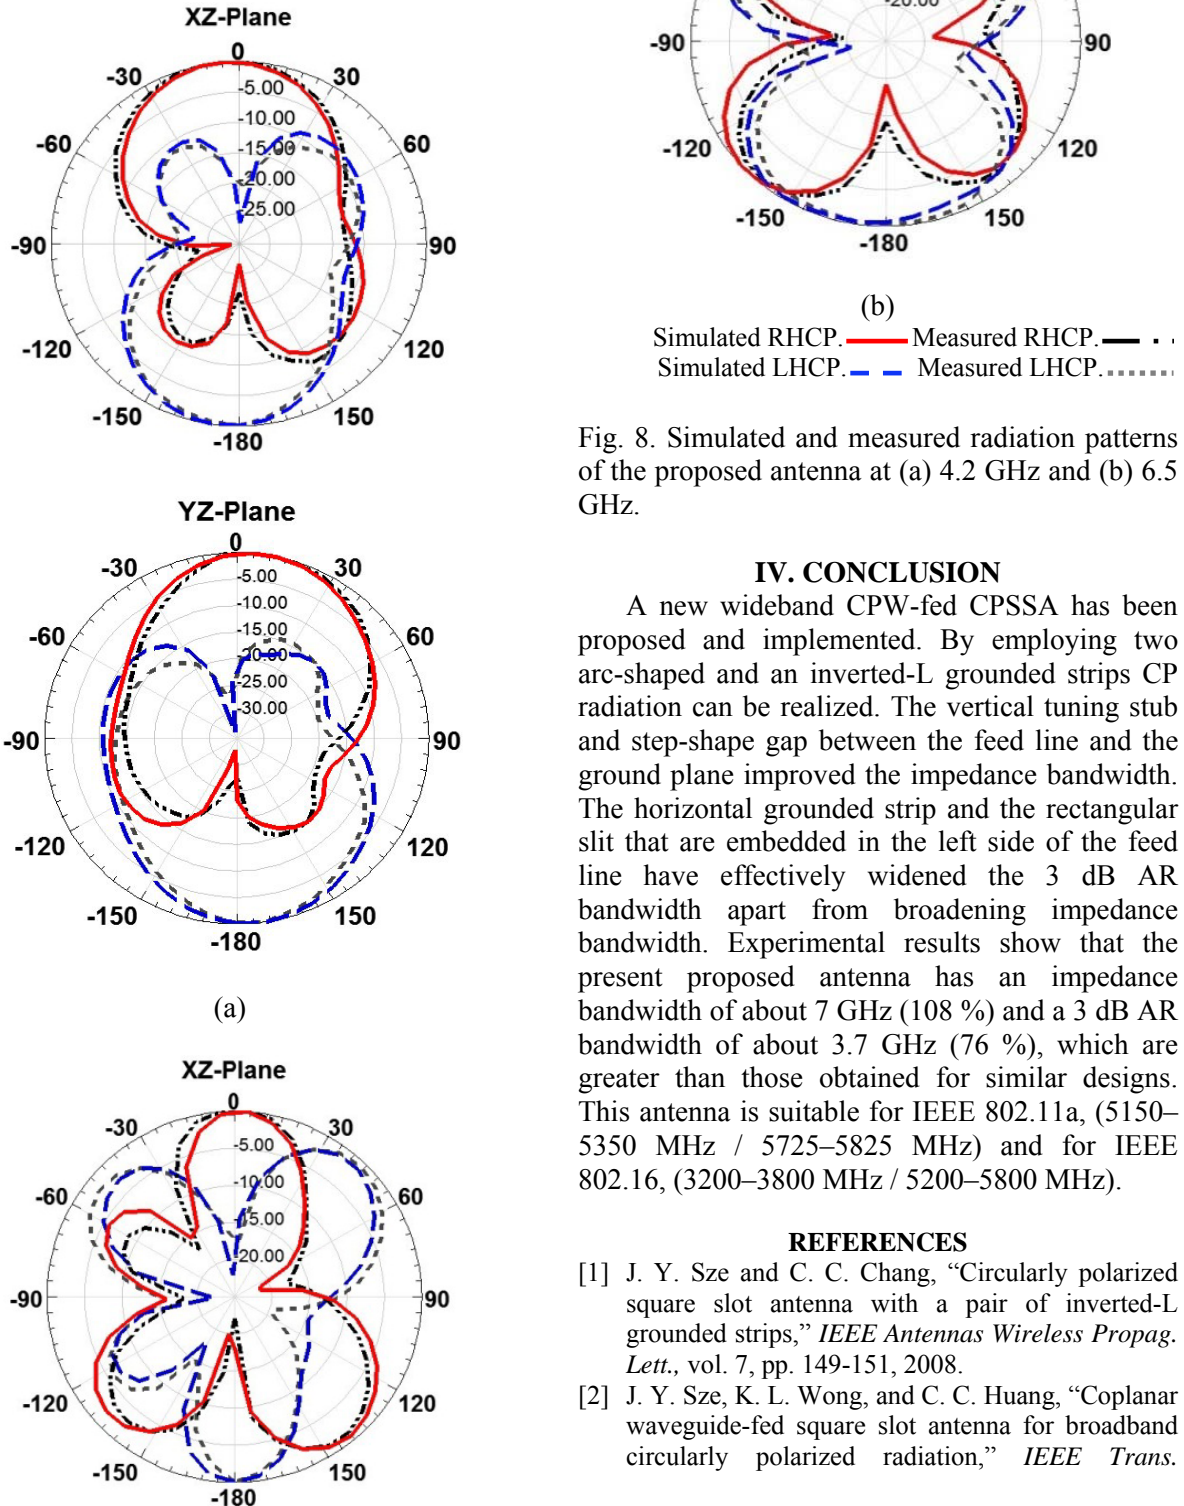 XZ-Plane
0
-30
30
-5.00
-10.00
-60
60
-15.00
-20.00
-25.00
-90
90
-120
120
-150
150
-180
YZ-Plane
0
-30
30
-5.00
-10.00
-60
60
-15.00
-20.00
-25.00
-30.00
-90
90
-120
120
-150
150
-180
(a)
XZ-Plane
0
-30
30
-5.00
-10.00
-60
60
-15.00
20.00
-90
90
-120
120
-150
150
-180
-20.00
-90
90
-120
120
-150
150
-180
(b)
Simulated RHCP. Measured RHCP.
Simulated LHCP. Measured LHCP.
Fig. 8. Simulated and measured radiation patterns
of the proposed antenna at (a) 4.2 GHz and (b) 6.5
GHz.
IV. CONCLUSION
A new wideband CPW-fed CPSSA has been
proposed and implemented. By employing two
arc-shaped and an inverted-L grounded strips CP
radiation can be realized. The vertical tuning stub
and step-shape gap between the feed line and the
ground plane improved the impedance bandwidth.
The horizontal grounded strip and the rectangular
slit that are embedded in the left side of the feed
line have effectively widened the 3 dB AR
bandwidth apart from broadening impedance
bandwidth. Experimental results show that the
present proposed antenna has an impedance
bandwidth of about 7 GHz (108 %) and a 3 dB AR
bandwidth of about 3.7 GHz (76 %), which are
greater than those obtained for similar designs.
This antenna is suitable for IEEE 802.11a, (5150–
5350 MHz / 5725–5825 MHz) and for IEEE
802.16, (3200–3800 MHz / 5200–5800 MHz).
REFERENCES
[1] J. Y. Sze and C. C. Chang, “Circularly polarized
square slot antenna with a pair of inverted-L
grounded strips,” IEEE Antennas Wireless Propag.
Lett., vol. 7, pp. 149-151, 2008.
[2] J. Y. Sze, K. L. Wong, and C. C. Huang, “Coplanar
waveguide-fed square slot antenna for broadband
circularly polarized radiation,” IEEE Trans.